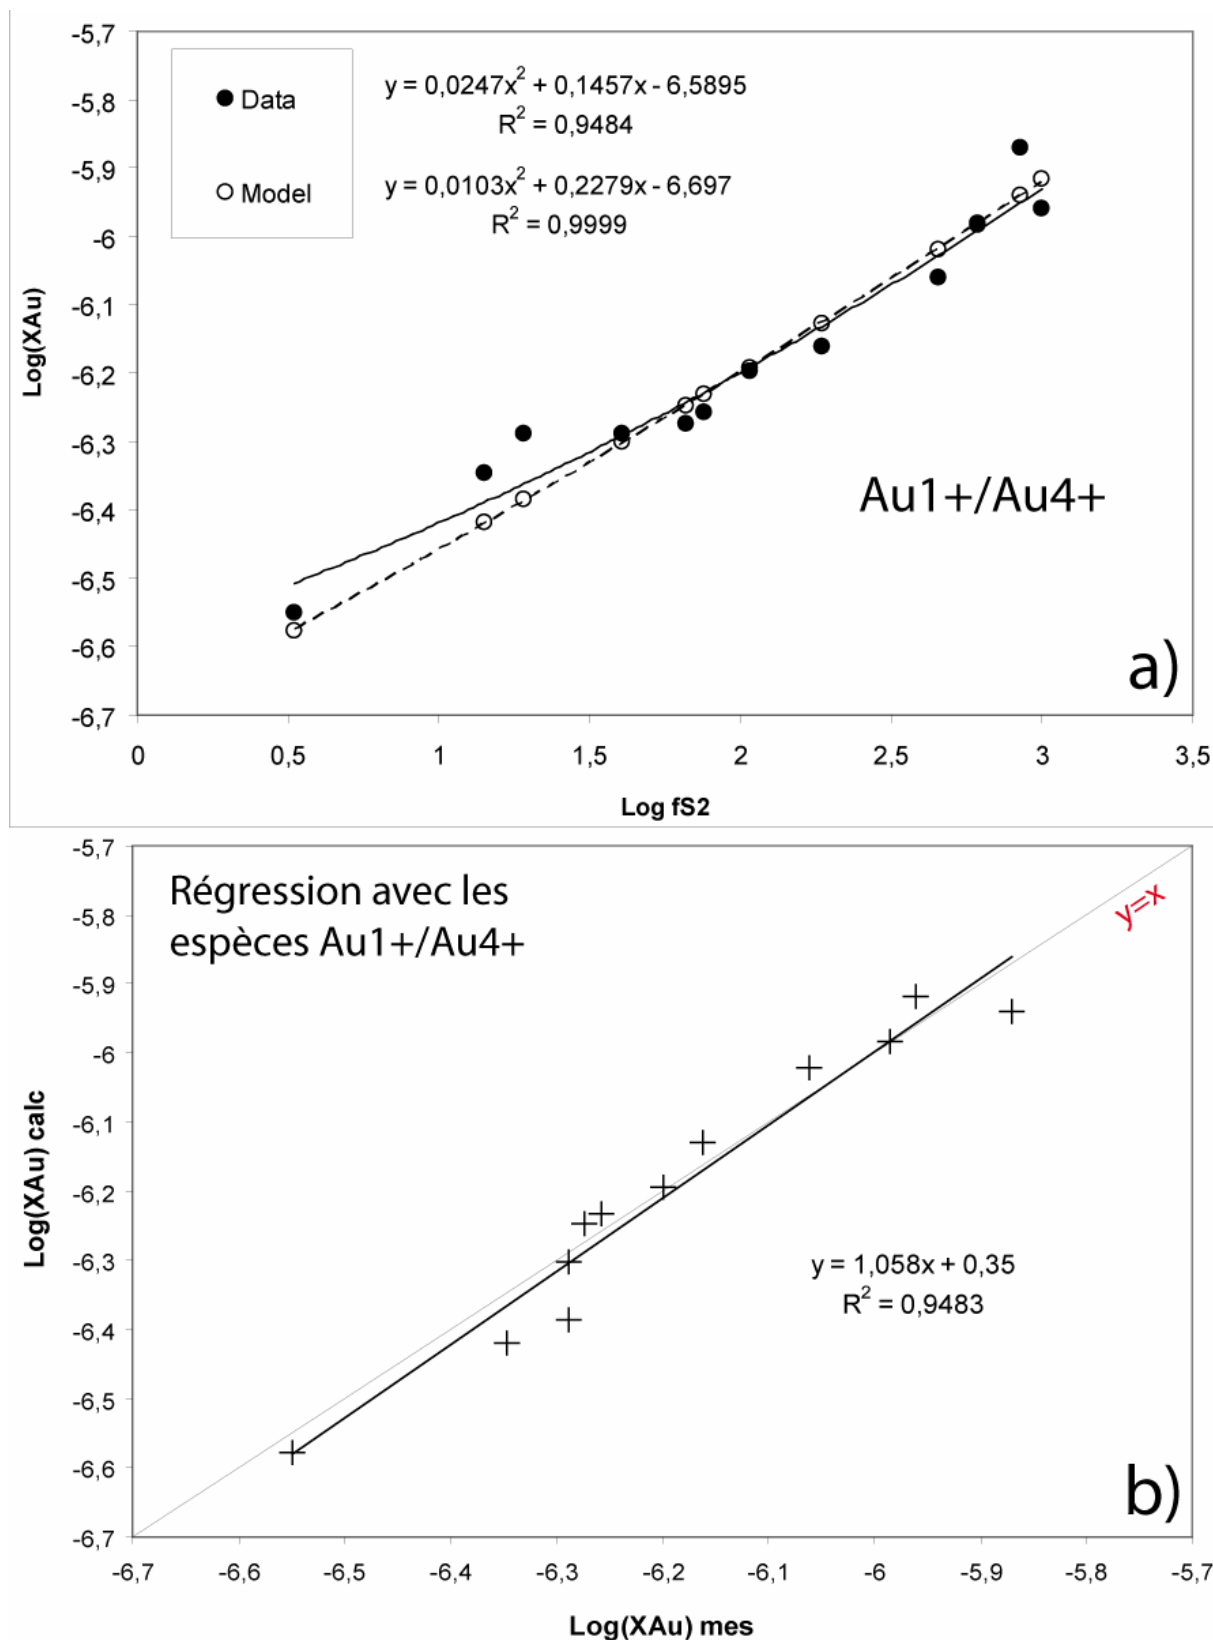 -5,7
-5,8
-5,9
-6
-6,1
-6,2
-6,3
-6,4
-6,5
-6,6
-6,7
Log(XAu)
Data
Model
y = 0,0247x² + 0,1457x - 6,5895
R² = 0,9484
y = 0,0103x² + 0,2279x - 6,697
R² = 0,9999
Au1+/Au4+
a)
0 0,5 1 1,5 2 2,5 3 3,5
Log fS2
-5,7
-5,8
-5,9
-6
-6,1
-6,2
-6,3
-6,4
-6,5
-6,6
-6,7
Log(XAu) calc
Régression avec les
espèces Au1+/Au4+
y=x
y = 1,058x + 0,35
R² = 0,9483
b)
-6,7 -6,6 -6,5 -6,4 -6,3 -6,2 -6,1 -6 -5,9 -5,8 -5,7
Log(XAu) mes